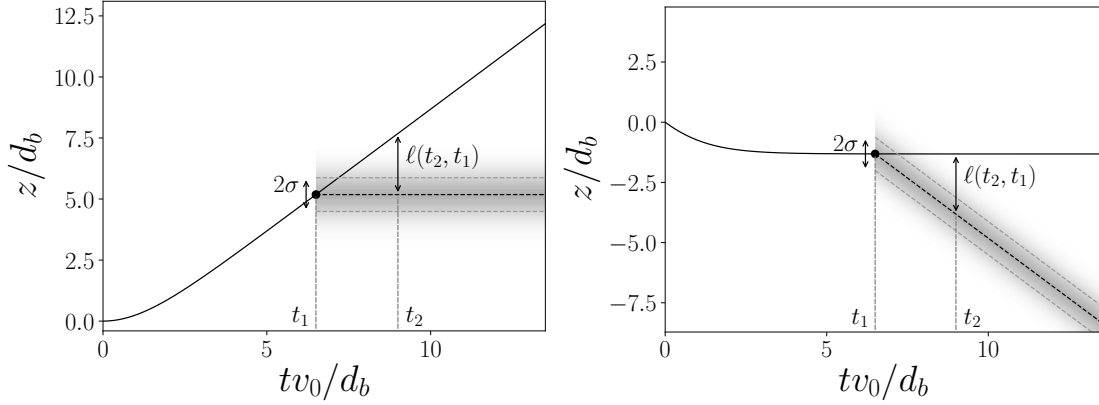 12.5
10.0
7.5
5.0
2.5
0.0
z/d_b
2σ
ℓ(t_2, t_1)
t_1
t_2
0
5
10
tv_0/d_b
2.5
0.0
−2.5
−5.0
−7.5
z/d_b
2σ
ℓ(t_2, t_1)
t_1
t_2
0
5
10
tv_0/d_b